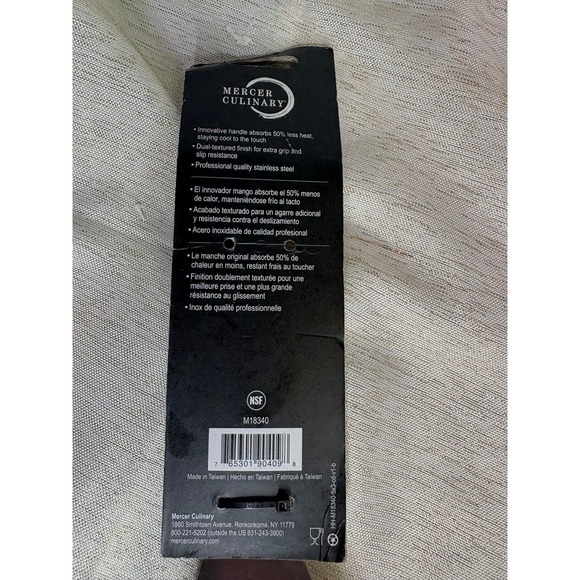 MERCER
CULINARY
• Innovative handle absorbs 50% less heat,
staying cool to the touch
• Dual-textured finish for extra grip and
slip resistance
• Professional quality stainless steel
• El innovador mango absorbe el 50% menos
de calor, manteniéndose frío al tacto
• Acabado texturado para un agarre adicional
y resistencia contra el deslizamiento
• Acero inoxidable de calidad profesional
• Le manche original absorbe 50% de
chaleur en moins, restant frais au toucher
• Finition doublement texturée pour une
meilleure prise et une plus grande
résistance au glissement
• Inox de qualité professionnelle
NSF
M18340
7 65301 90409 8
Made in Taiwan | Hecho en Taiwán | Fabriqué à Taiwan
Mercer Culinary
1860 Smithtown Avenue, Ronkonkoma, NY 11779
800-221-5202 (outside the US 631-243-3900)
mercerculinary.com
HH-M18340-5x3-cd-v1-b